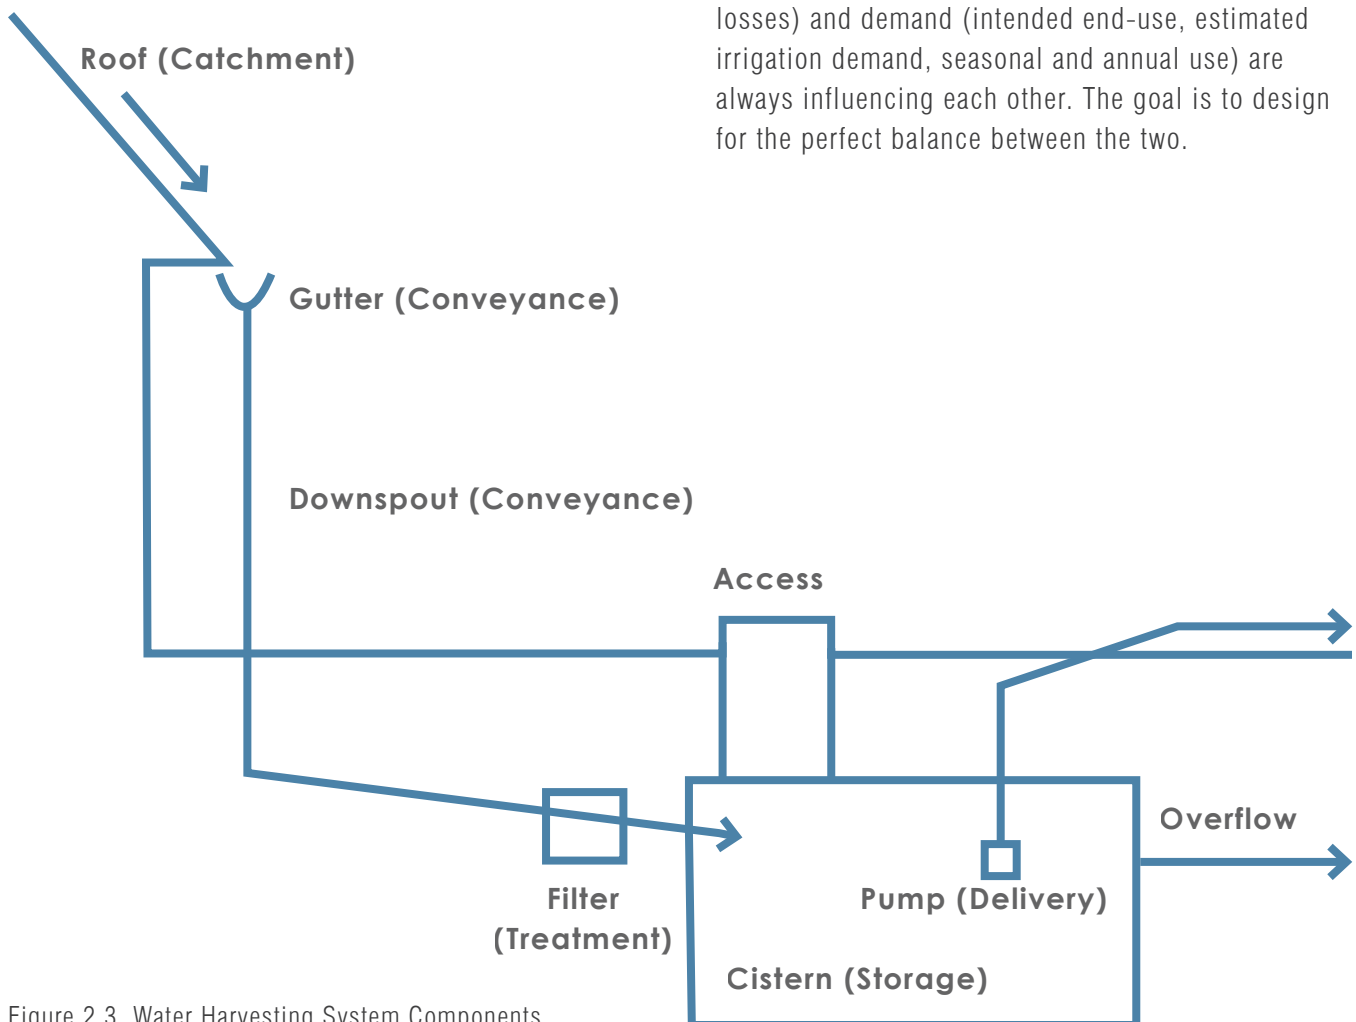 losses) and demand (intended end-use, estimated
irrigation demand, seasonal and annual use) are
always influencing each other. The goal is to design
for the perfect balance between the two.
Roof (Catchment)
Gutter (Conveyance)
Downspout (Conveyance)
Access
Overflow
Filter
(Treatment)
Pump (Delivery)
Cistern (Storage)
Figure 2.3. Water Harvesting System Components